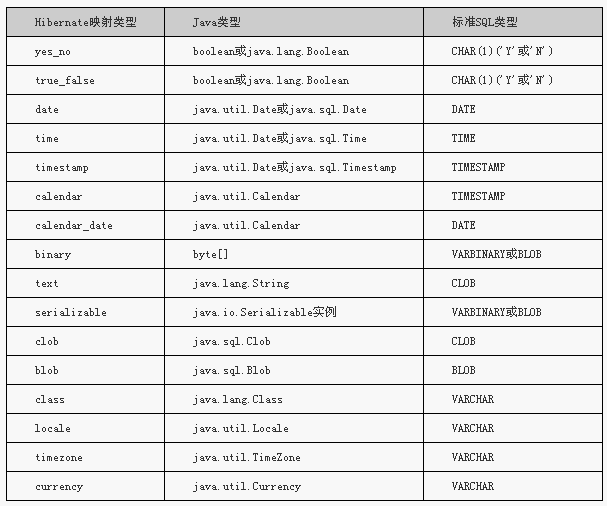 Hibernate映射类型 Java类型 标准SQL类型
yes_no boolean或java.lang.Boolean CHAR(1)('Y'或'N')
true_false boolean或java.lang.Boolean CHAR(1)('Y'或'N')
date java.util.Date或java.sql.Date DATE
time java.util.Date或java.sql.Time TIME
timestamp java.util.Date或java.sql.Timestamp TIMESTAMP
calendar java.util.Calendar TIMESTAMP
calendar_date java.util.Calendar DATE
binary byte[] VARBINARY或BLOB
text java.lang.String CLOB
serializable java.io.Serializable实例 VARBINARY或BLOB
clob java.sql.Clob CLOB
blob java.sql.Blob BLOB
class java.lang.Class VARCHAR
locale java.util.Locale VARCHAR
timezone java.util.TimeZone VARCHAR
currency java.util.Currency VARCHAR